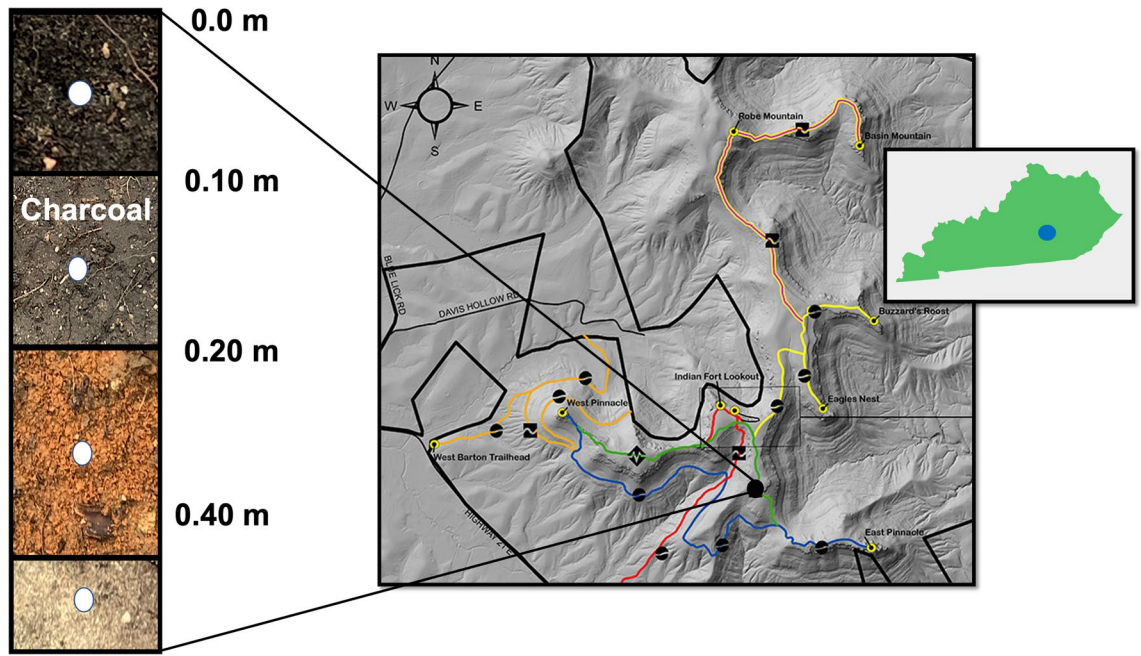 0.0 m
0.10 m
Charcoal
0.20 m
0.40 m
N
W
E
S
Robe Mountain
Basin Mountain
BLUE LICK RD
DAVIS HOLLOW RD
Buzzard's Roost
Indian Fort Lookout
Eagles Nest
West Pinnacle
West Barton Trailhead
East Pinnacle